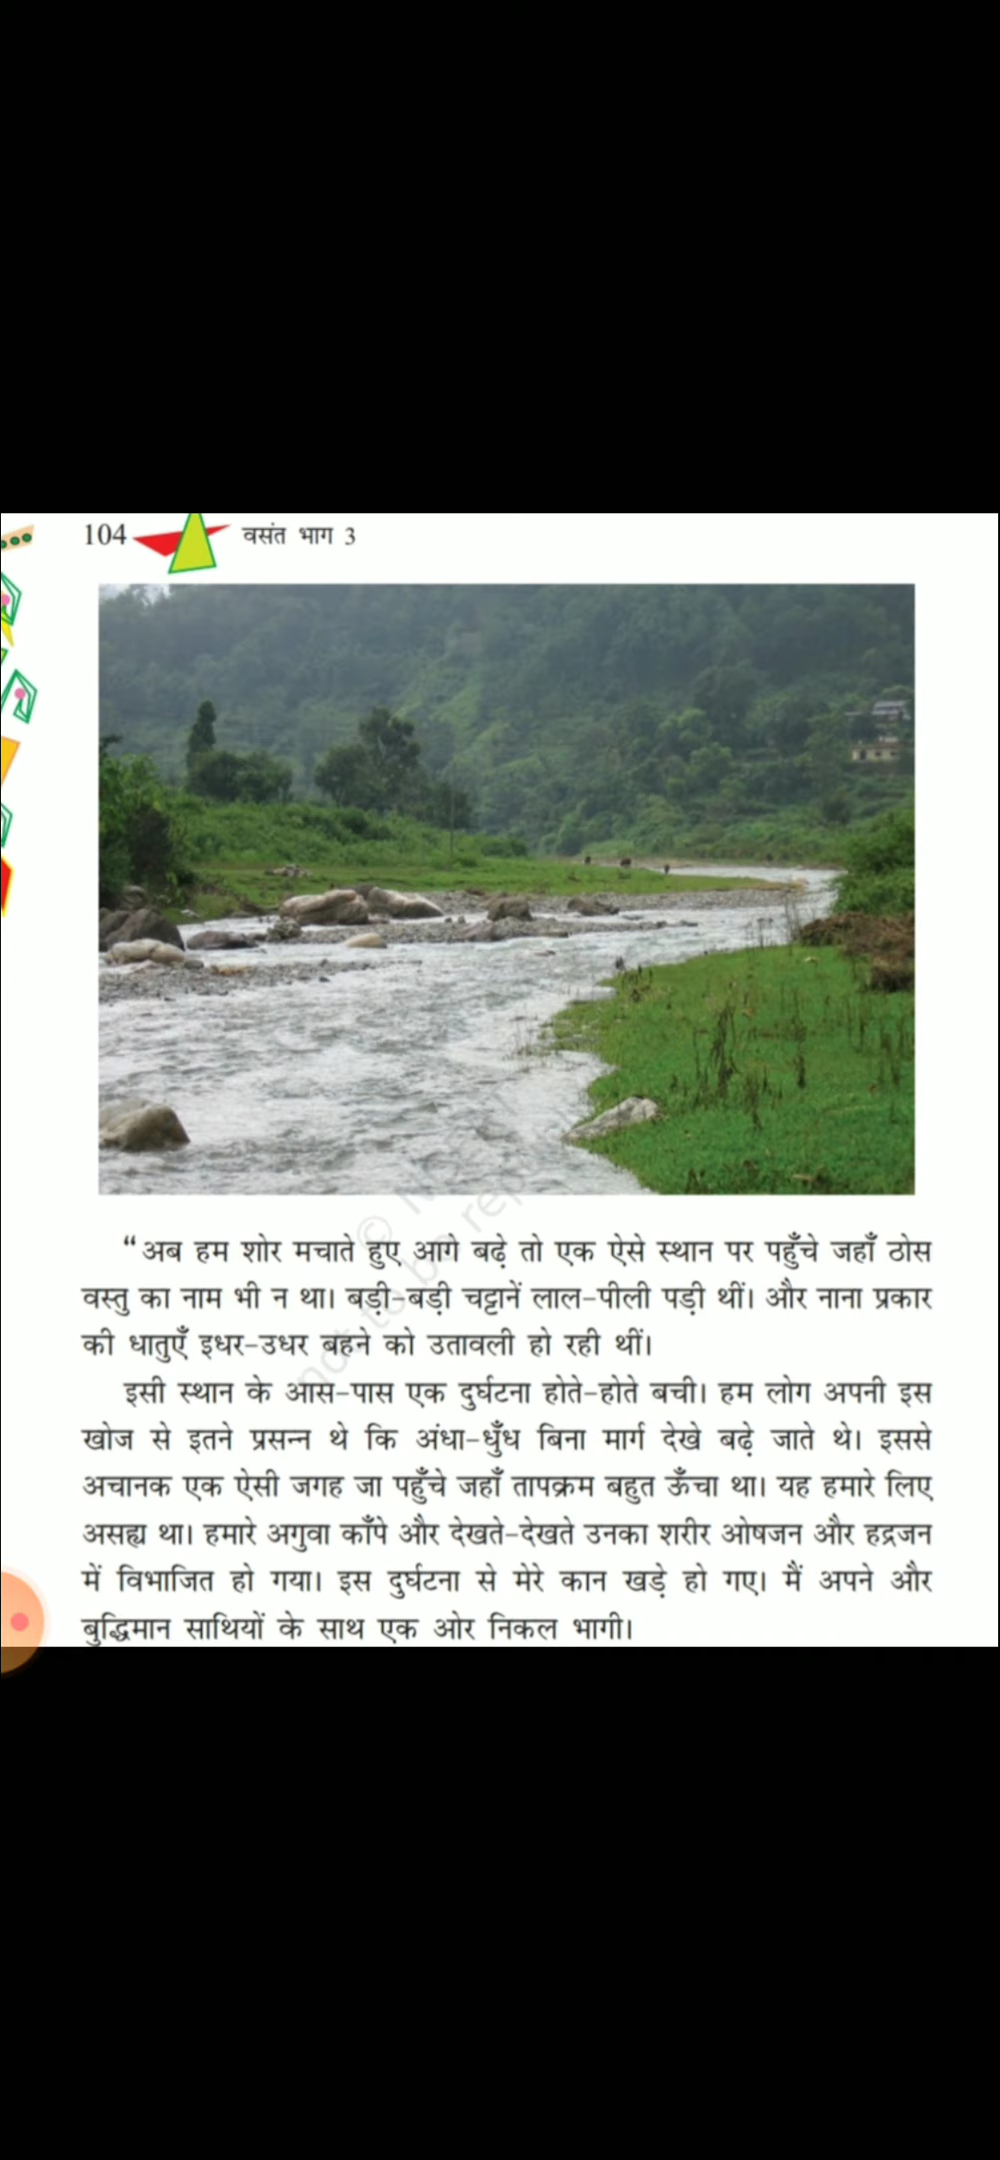 104 वसंत भाग 3
“अब हम शोर मचाते हुए आगे बढ़े तो एक ऐसे स्थान पर पहुँचे जहाँ ठोस
वस्तु का नाम भी न था। बड़ी-बड़ी चट्टानें लाल-पीली पड़ी थीं। और नाना प्रकार
की धातुएँ इधर-उधर बहने को उतावली हो रही थीं।
इसी स्थान के आस-पास एक दुर्घटना होते-होते बची। हम लोग अपनी इस
खोज से इतने प्रसन्न थे कि अंधा-धुँध बिना मार्ग देखे बढ़े जाते थे। इससे
अचानक एक ऐसी जगह जा पहुँचे जहाँ तापक्रम बहुत ऊँचा था। यह हमारे लिए
असह्य था। हमारे अगुवा काँपे और देखते-देखते उनका शरीर ओषजन और हद्रजन
में विभाजित हो गया। इस दुर्घटना से मेरे कान खड़े हो गए। मैं अपने और
बुद्धिमान साथियों के साथ एक ओर निकल भागी।
not to be